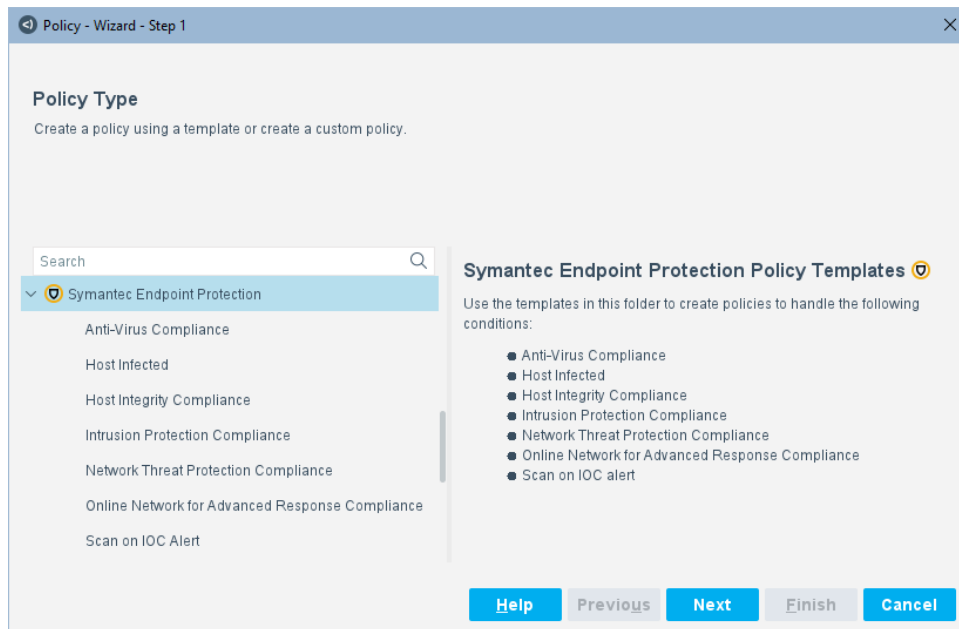 Policy - Wizard - Step 1
Policy Type
Create a policy using a template or create a custom policy.
Search
Symantec Endpoint Protection
Anti-Virus Compliance
Host Infected
Host Integrity Compliance
Intrusion Protection Compliance
Network Threat Protection Compliance
Online Network for Advanced Response Compliance
Scan on IOC Alert
Symantec Endpoint Protection Policy Templates
Use the templates in this folder to create policies to handle the following
conditions:
Anti-Virus Compliance
Host Infected
Host Integrity Compliance
Intrusion Protection Compliance
Network Threat Protection Compliance
Online Network for Advanced Response Compliance
Scan on IOC alert
Help Previous Next Finish Cancel